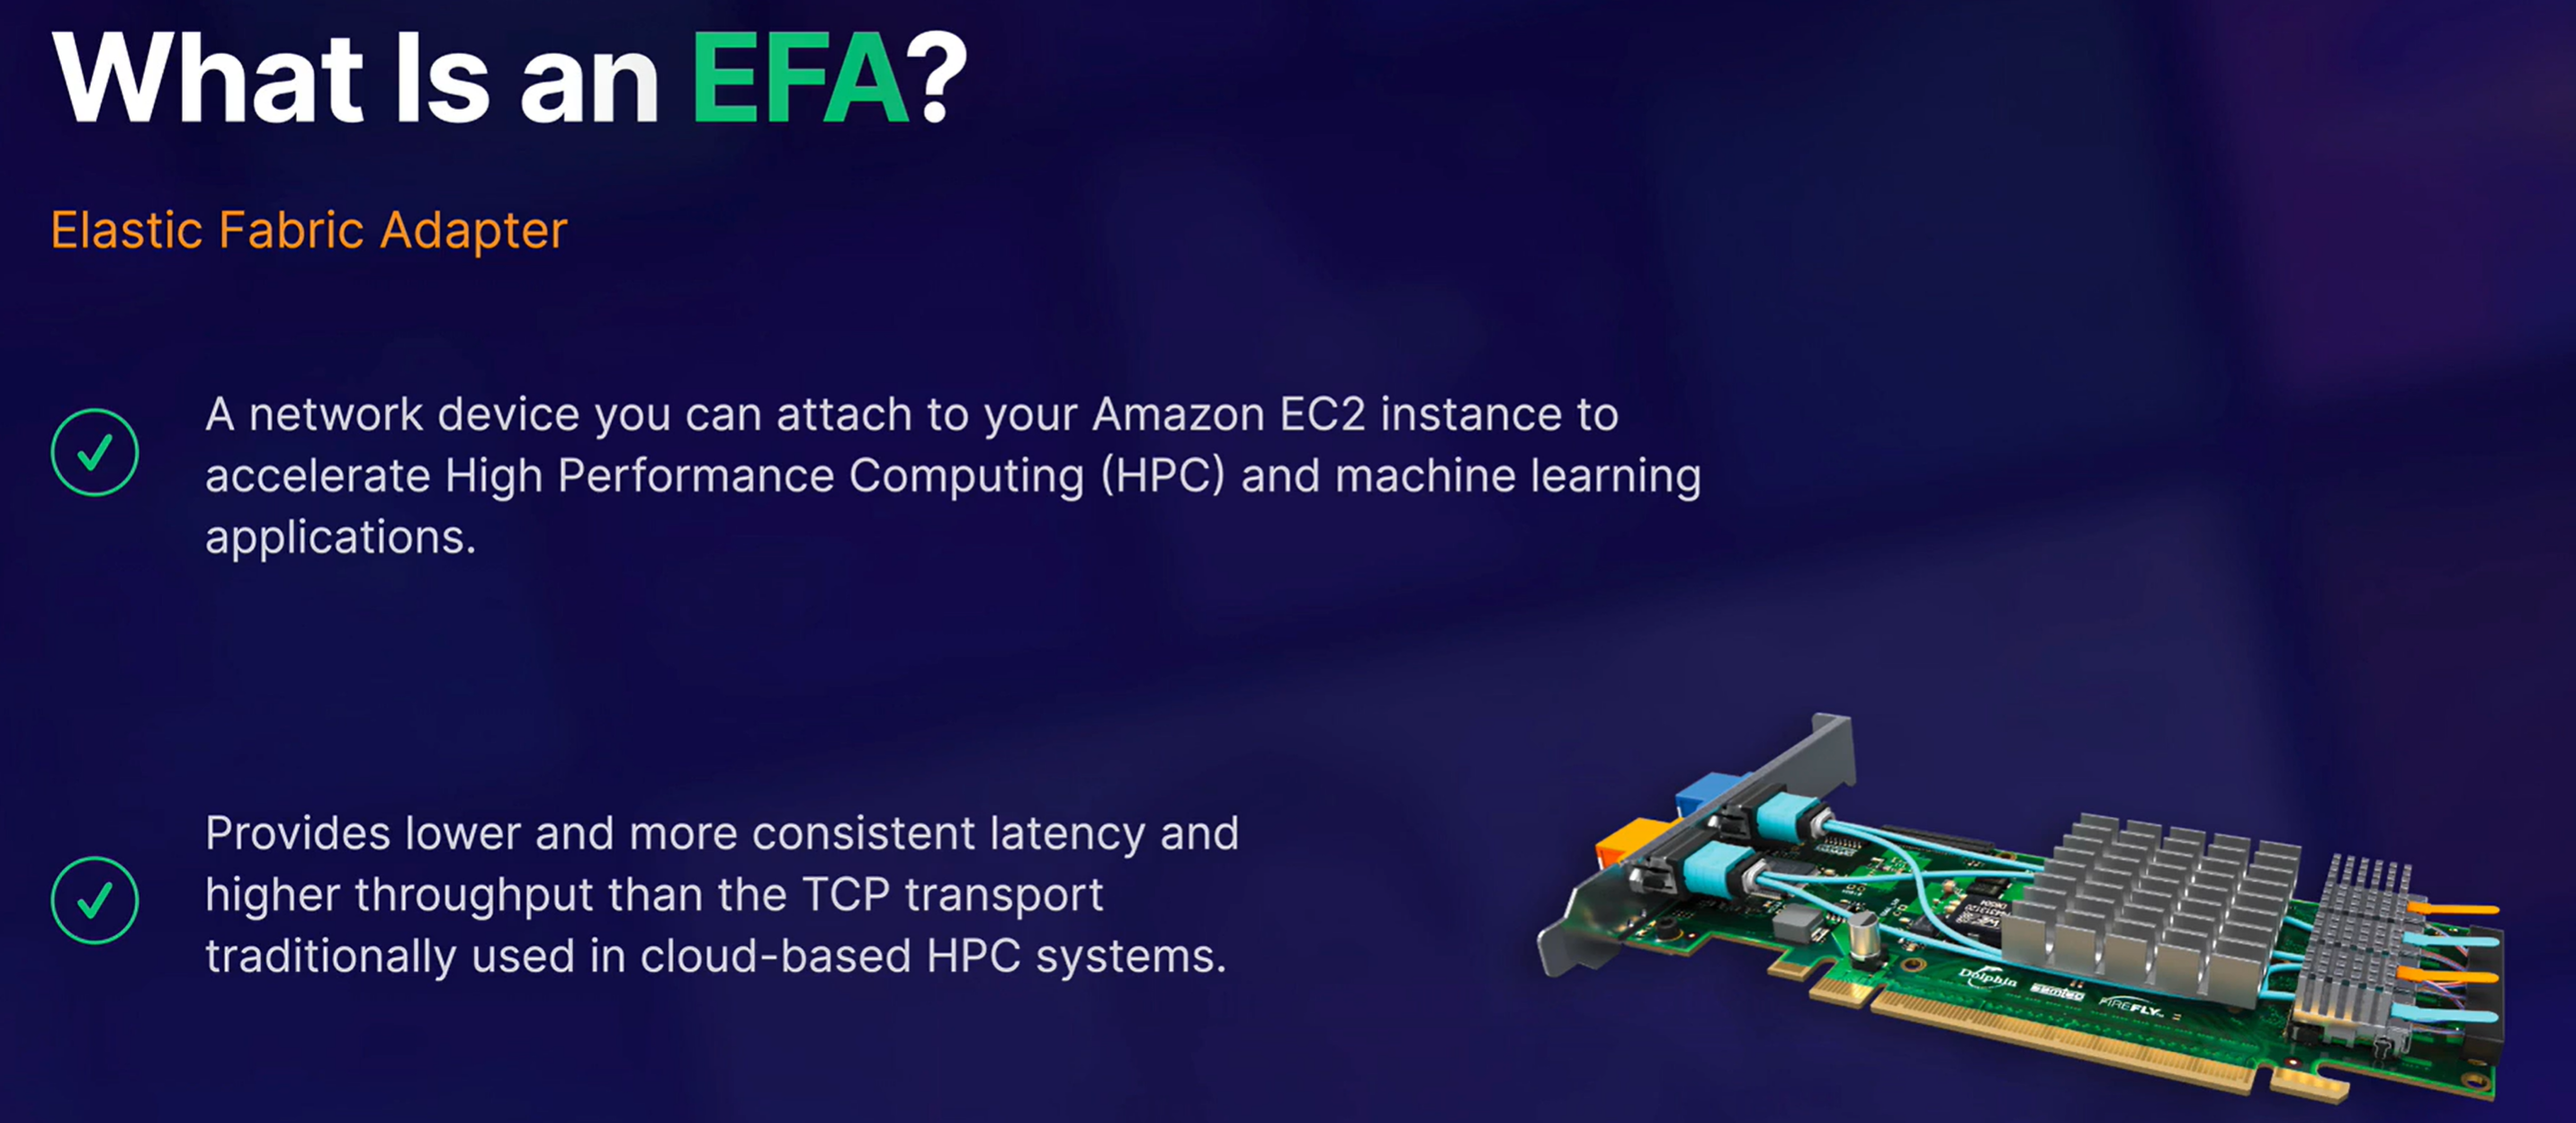 What Is an EFA?
Elastic Fabric Adapter
A network device you can attach to your Amazon EC2 instance to
accelerate High Performance Computing (HPC) and machine learning
applications.
Provides lower and more consistent latency and
higher throughput than the TCP transport
traditionally used in cloud-based HPC systems.
Dolphin
samtec
FIREFLY